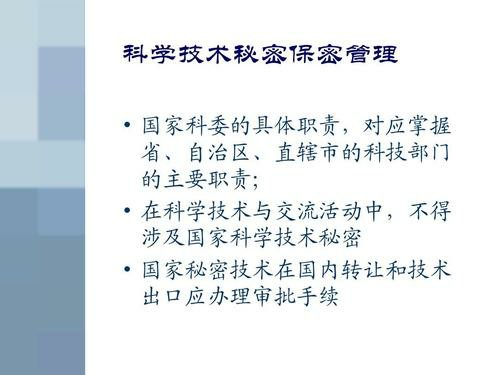 科学技术秘密保密管理
• 国家科委的具体职责，对应掌握
省、自治区、直辖市的科技部门
的主要职责；
• 在科学技术与交流活动中，不得
涉及国家科学技术秘密
• 国家秘密技术在国内转让和技术
出口应办理审批手续